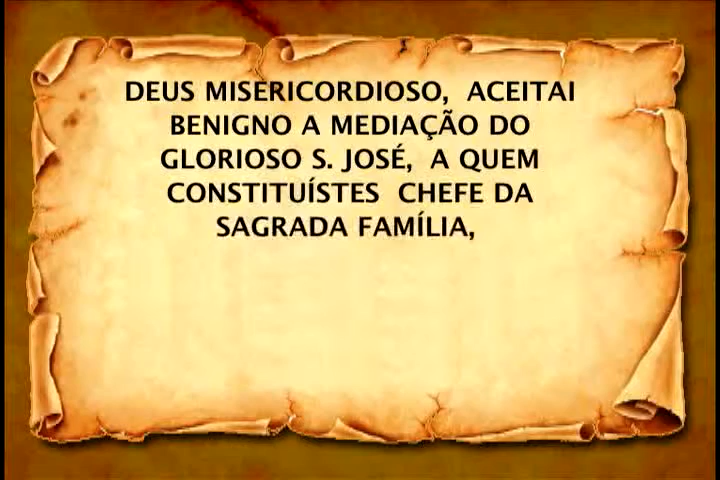 DEUS MISERICORDIOSO, ACEITAI
BENIGNO A MEDIAÇÃO DO
GLORIOSO S. JOSÉ, A QUEM
CONSTITUÍSTES CHEFE DA
SAGRADA FAMÍLIA,